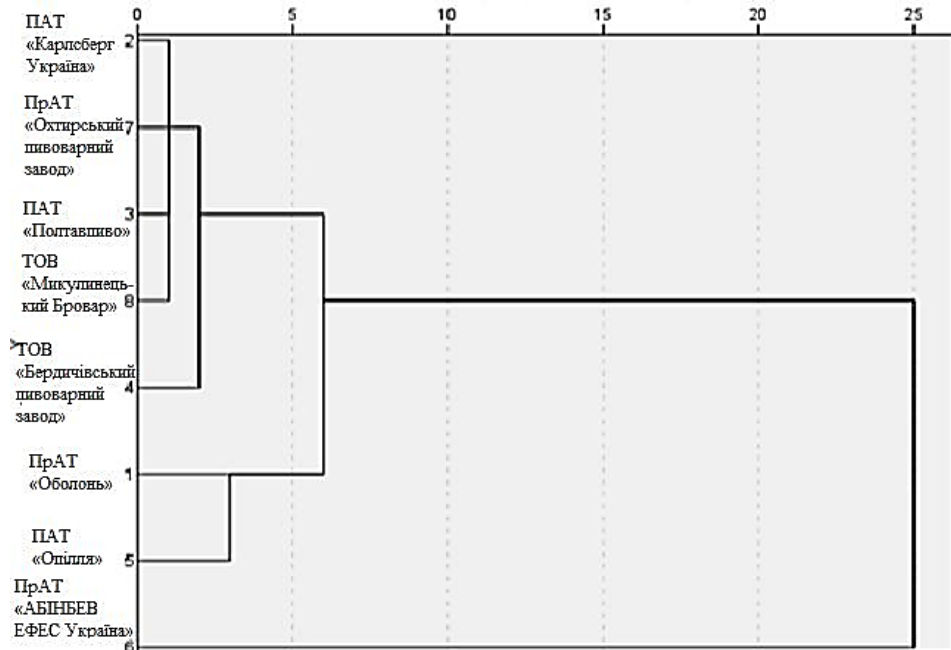 0 5 10 15 20 25
ПАТ
«Карлсберг 2
Україна»
ПрАТ
«Охтирський 7
пивоварний
завод»
ПАТ 3
«Полтавпиво»
ТОВ
«Микулинець-
кий Бровар» 8
ТОВ
«Бердичівський
пивоварний 4
завод»
ПрАТ 1
«Оболонь»
ПАТ
«Опілля» 5
ПрАТ
«АБІНБЕВ
ЕФЕС Україна»
6